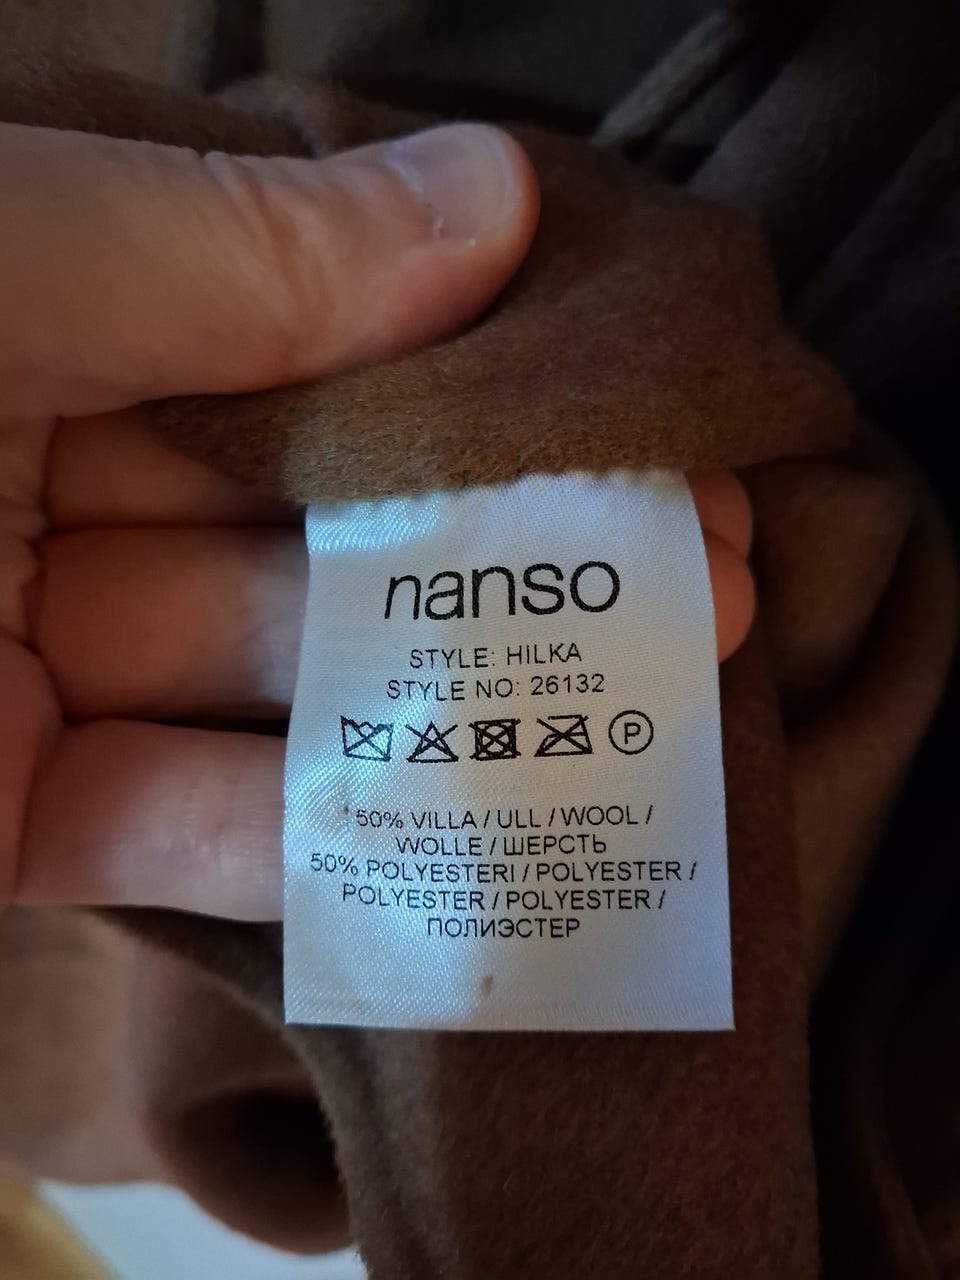 nanso
STYLE: HILKA
STYLE NO: 26132
P
50% VILLA / ULL / WOOL /
WOLLE / ШЕРСТЬ
50% POLYESTERI / POLYESTER /
POLYESTER / POLYESTER /
ПОЛИЭСТЕР